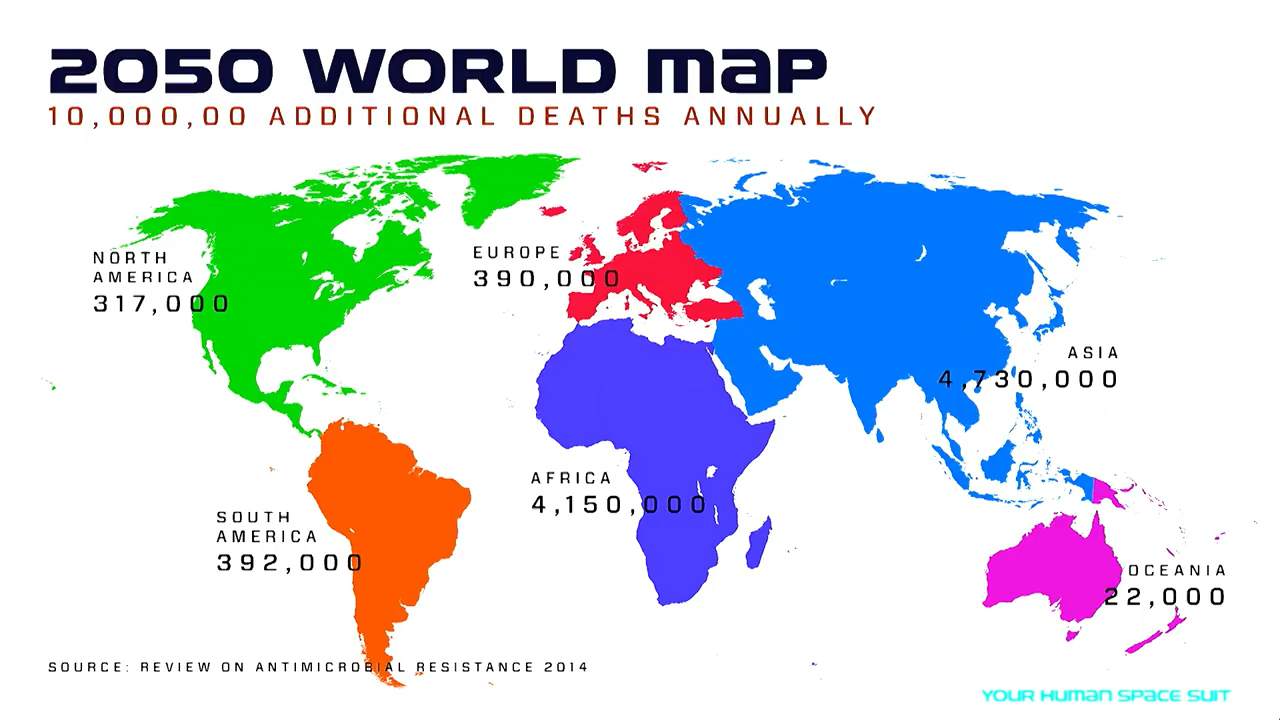 2050 WORLD MAP
10,000,00 ADDITIONAL DEATHS ANNUALLY
NORTH
AMERICA
317,000
EUROPE
390,000
ASIA
4,730,000
AFRICA
4,150,000
SOUTH
AMERICA
392,000
OCEANIA
22,000
SOURCE: REVIEW ON ANTIMICROBIAL RESISTANCE 2014
YOUR HUMAN SPACE SUIT